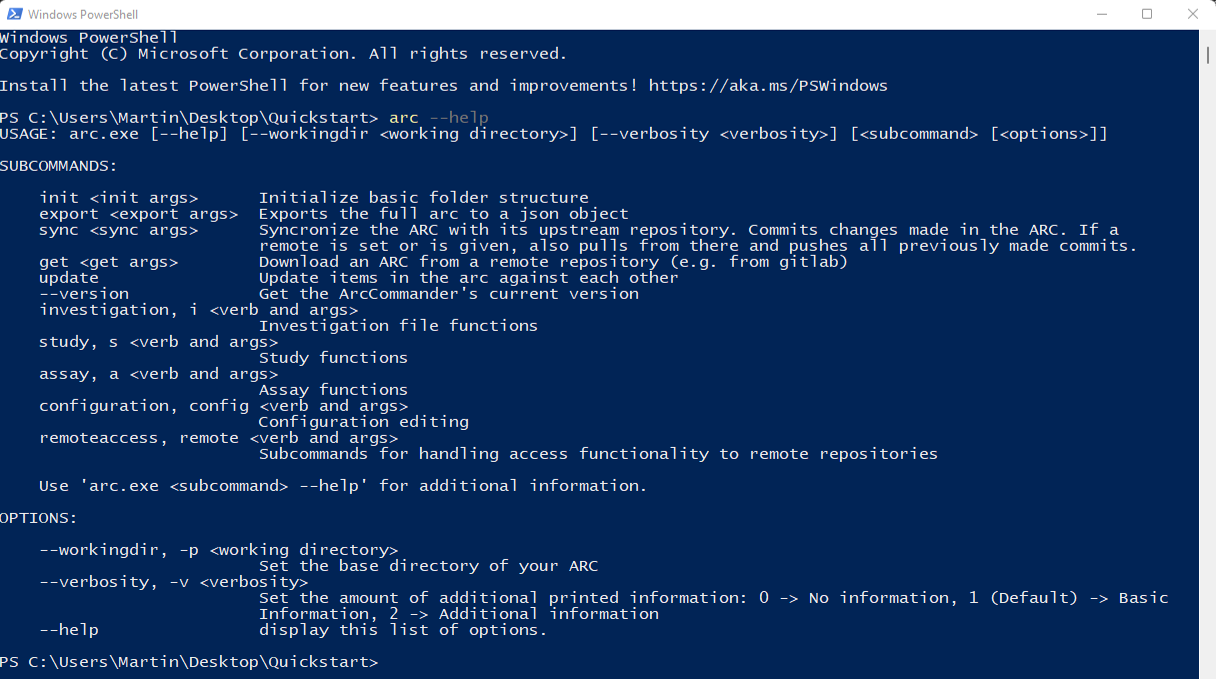 Windows PowerShell
Windows PowerShell
Copyright (C) Microsoft Corporation. All rights reserved.
Install the latest PowerShell for new features and improvements! https://aka.ms/PSWindows
PS C:\Users\Martin\Desktop\Quickstart> arc --help
USAGE: arc.exe [--help] [--workingdir <working directory>] [--verbosity <verbosity>] [<subcommand> [<options>]]
SUBCOMMANDS:
init <init args> Initialize basic folder structure
export <export args> Exports the full arc to a json object
sync <sync args> Syncronize the ARC with its upstream repository. Commits changes made in the ARC. If a
remote is set or is given, also pulls from there and pushes all previously made commits.
get <get args> Download an ARC from a remote repository (e.g. from gitlab)
update Update items in the arc against each other
--version Get the ArcCommander's current version
investigation, i <verb and args>
Investigation file functions
study, s <verb and args>
Study functions
assay, a <verb and args>
Assay functions
configuration, config <verb and args>
Configuration editing
remoteaccess, remote <verb and args>
Subcommands for handling access functionality to remote repositories
Use 'arc.exe <subcommand> --help' for additional information.
OPTIONS:
--workingdir, -p <working directory>
Set the base directory of your ARC
--verbosity, -v <verbosity>
Set the amount of additional printed information: 0 -> No information, 1 (Default) -> Basic
Information, 2 -> Additional information
--help display this list of options.
PS C:\Users\Martin\Desktop\Quickstart>